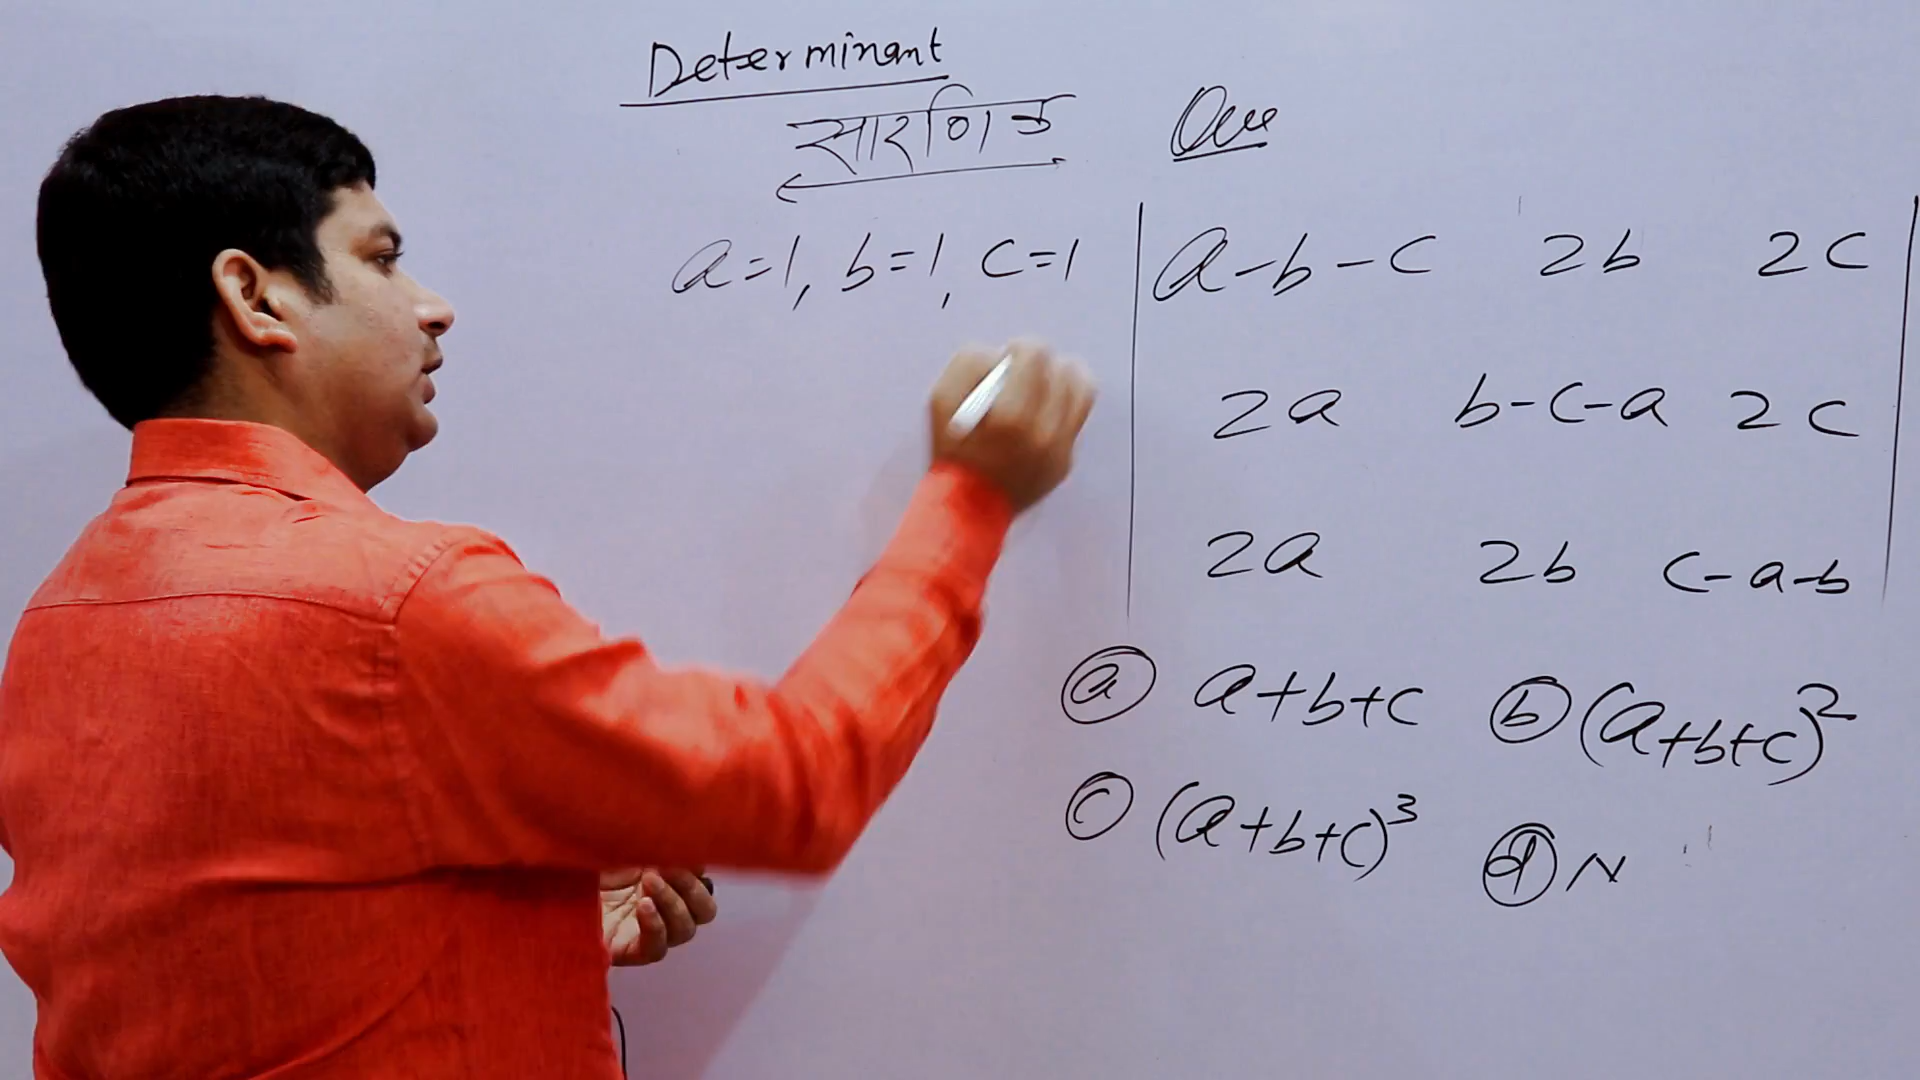 Determinant
सारणिक
Que
a=1, b=1, c=1
a-b-c 2b 2c
2a b-c-a 2c
2a 2b c-a-b
(a) a+b+c (b) (a+b+c)²
(c) (a+b+c)³ (d) N